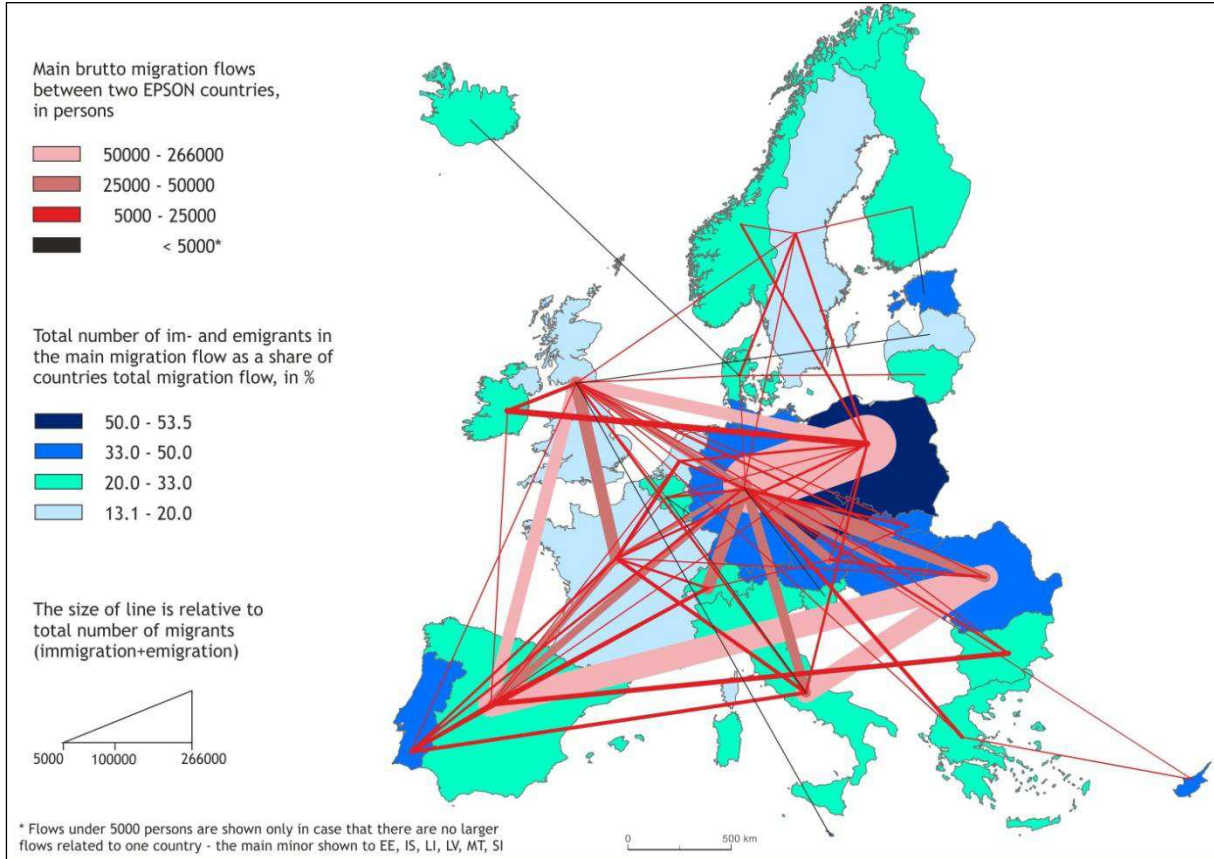 Main brutto migration flows
between two EPSON countries,
in persons
50000 - 266000
25000 - 50000
5000 - 25000
< 5000*
Total number of im- and emigrants in
the main migration flow as a share of
countries total migration flow, in %
50.0 - 53.5
33.0 - 50.0
20.0 - 33.0
13.1 - 20.0
The size of line is relative to
total number of migrants
(immigration+emigration)
5000 100000 266000
* Flows under 5000 persons are shown only in case that there are no larger
flows related to one country - the main minor shown to EE, IS, LI, LV, MT, SI
0 500 km